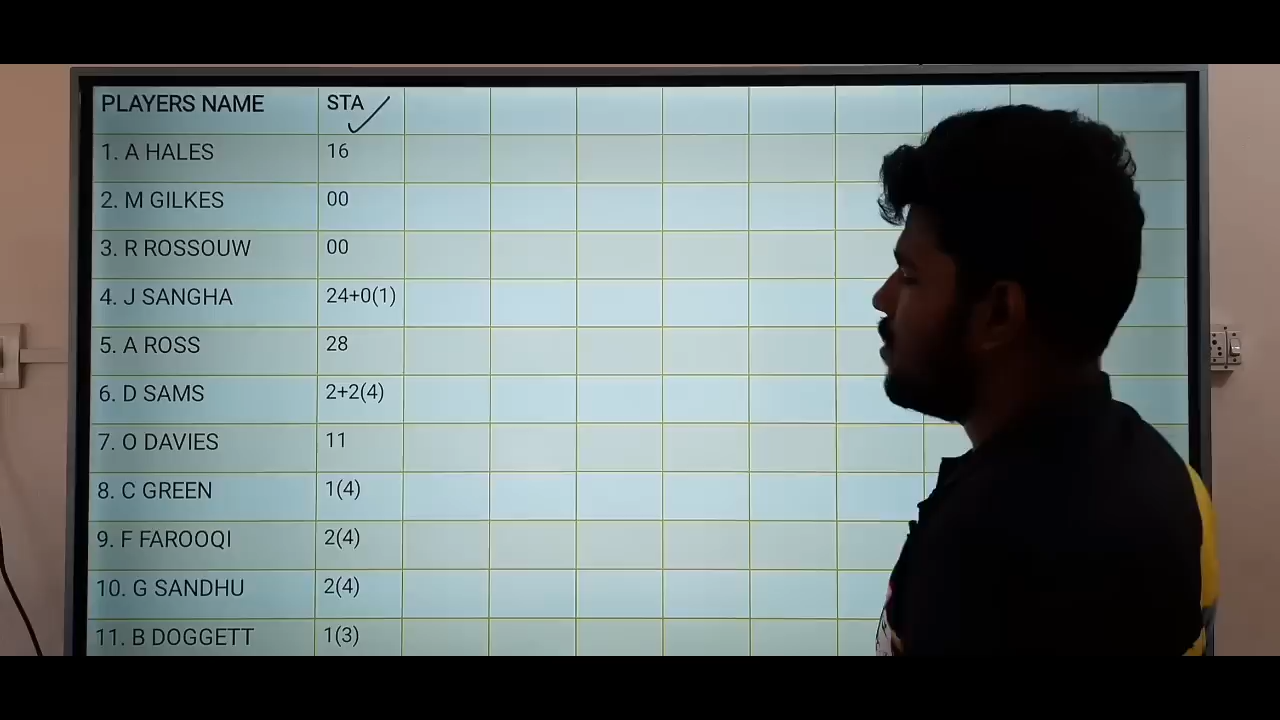 PLAYERS NAME STA
1. A HALES 16
2. M GILKES 00
3. R ROSSOUW 00
4. J SANGHA 24+0(1)
5. A ROSS 28
6. D SAMS 2+2(4)
7. O DAVIES 11
8. C GREEN 1(4)
9. F FAROOQI 2(4)
10. G SANDHU 2(4)
11. B DOGGETT 1(3)